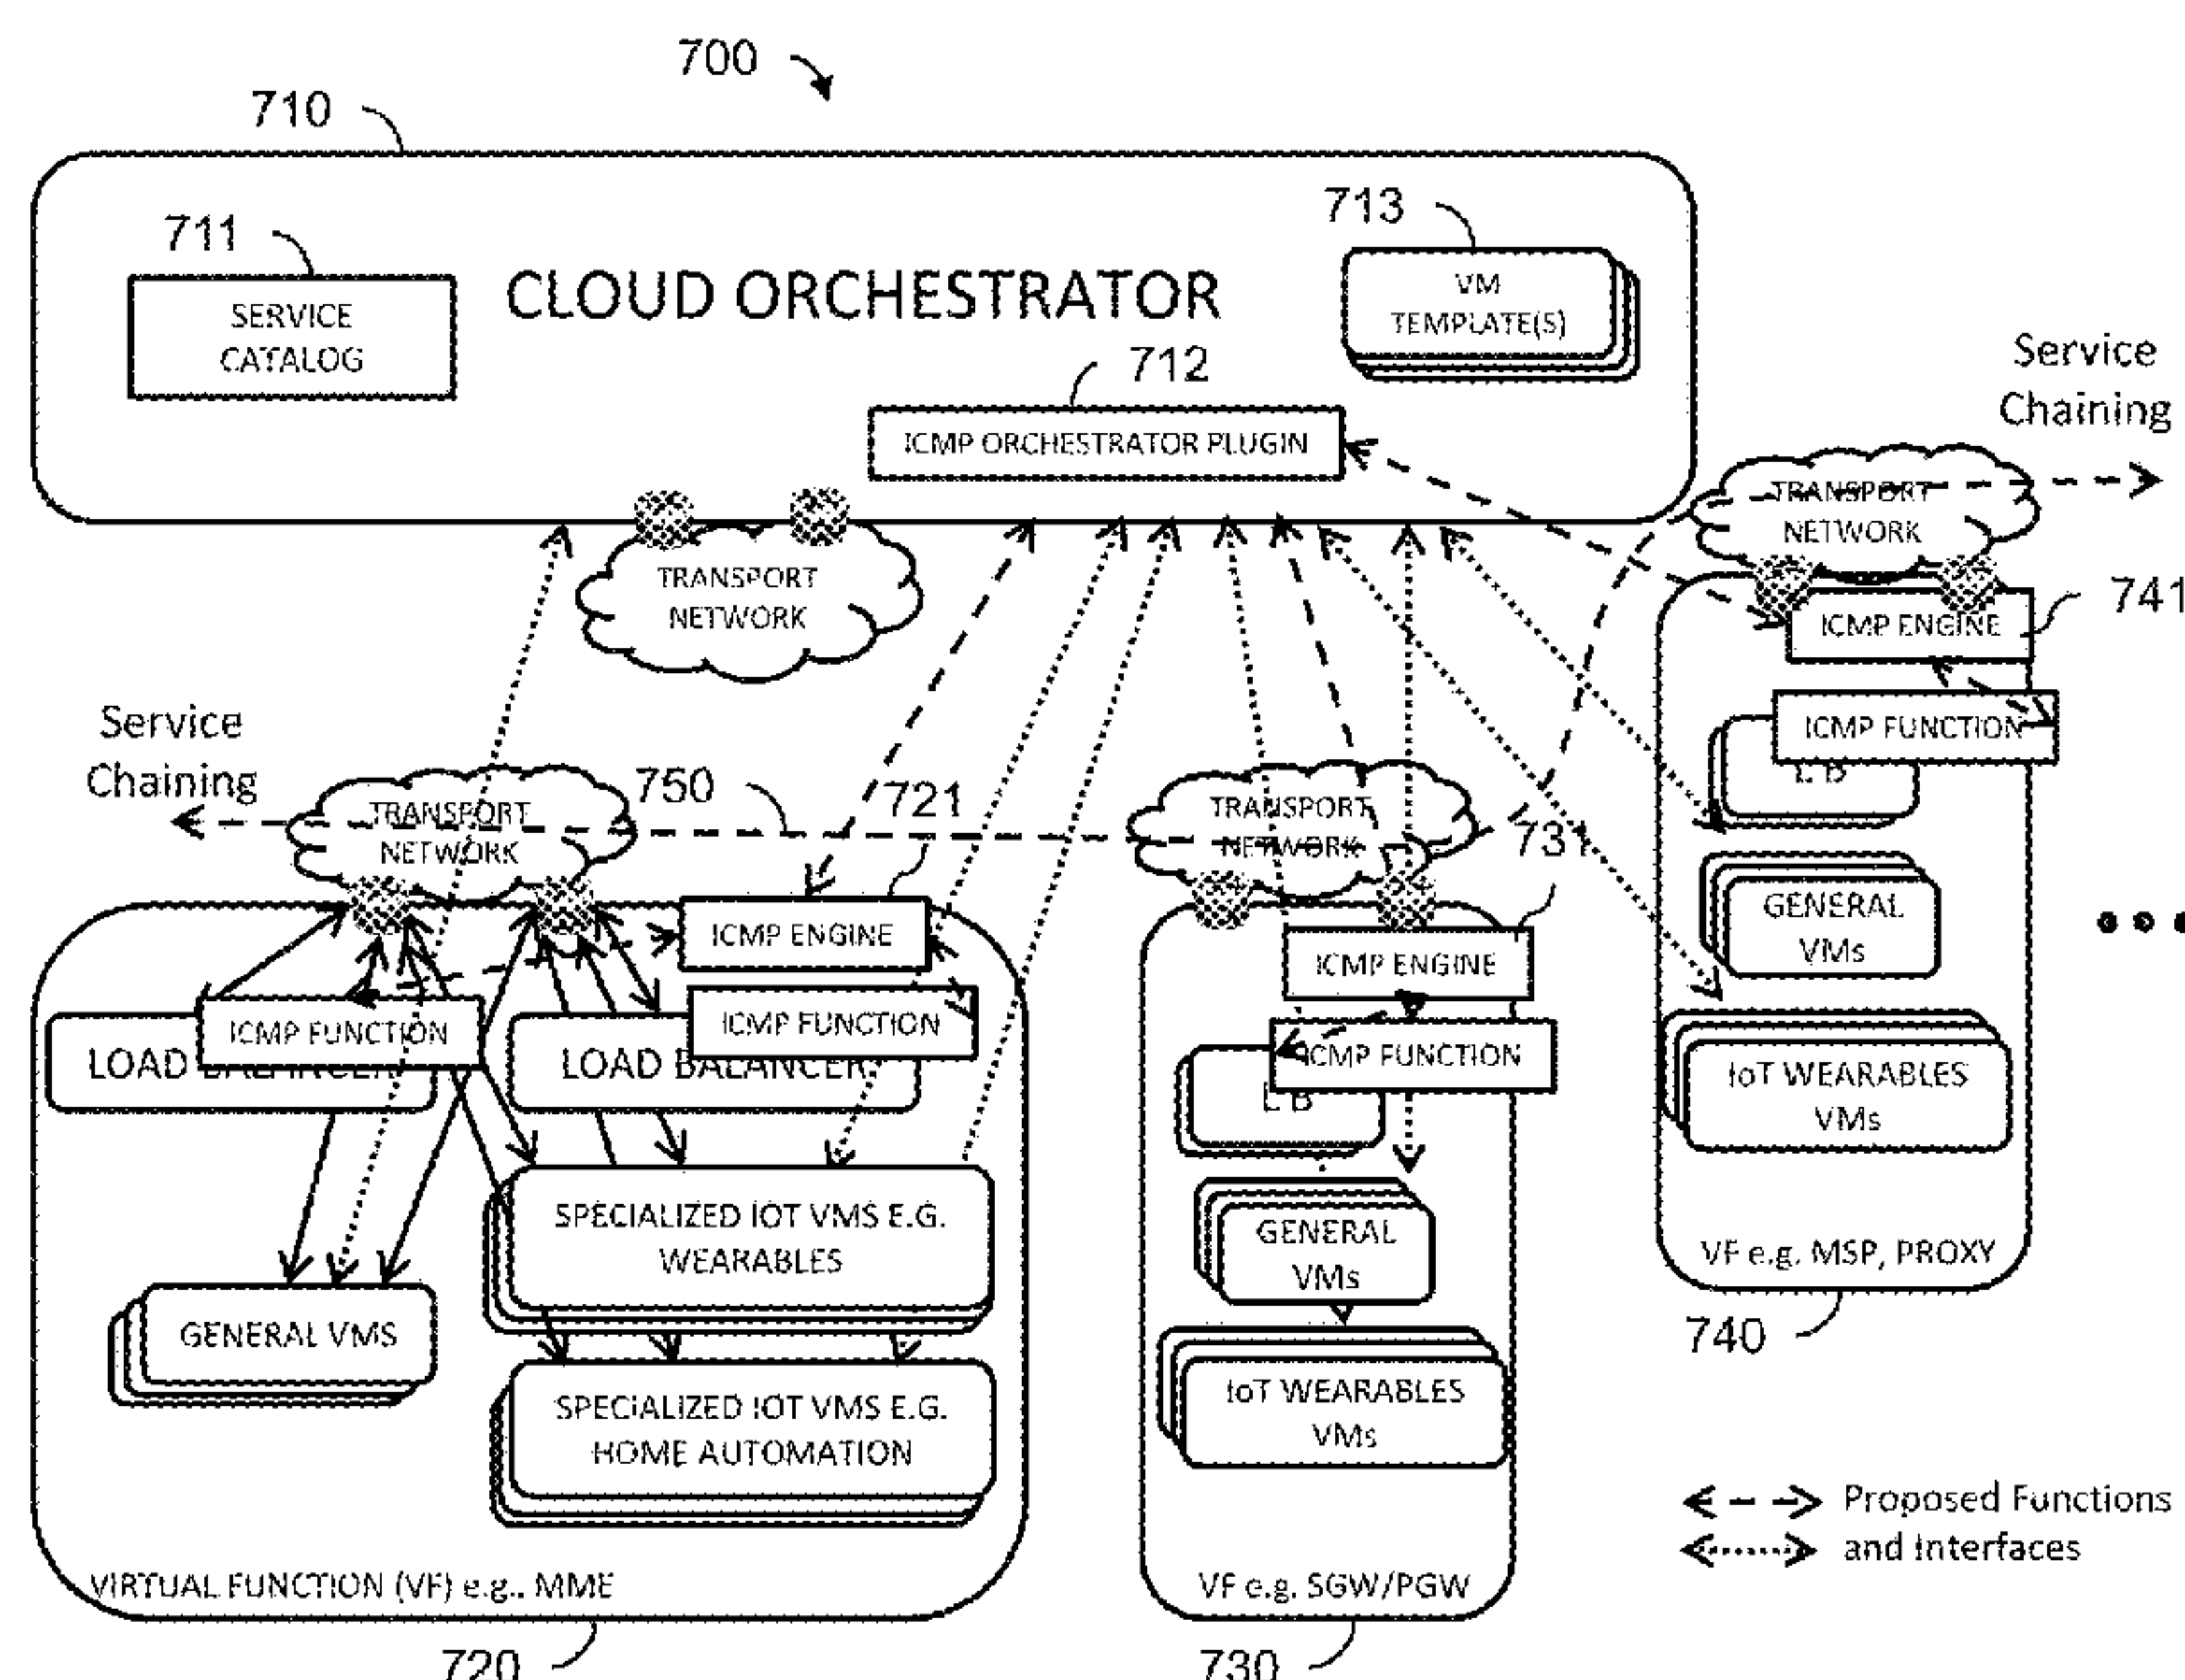 700
710
711
713
SERVICE
CATALOG
CLOUD ORCHESTRATOR
VM
TEMPLATE(S)
712
ICMP ORCHESTRATOR PLUGIN
Service
Chaining
TRANSPORT
NETWORK
TRANSPORT
NETWORK
741
ICMP ENGINE
ICMP FUNCTION
L B
GENERAL
VMs
IoT WEARABLES
VMs
VF e.g. MSP, PROXY
740
Service
Chaining
TRANSPORT
NETWORK
750
721
ICMP ENGINE
ICMP FUNCTION
LOAD BALANCER
ICMP FUNCTION
LOAD BALANCER
SPECIALIZED IOT VMS E.G.
WEARABLES
GENERAL VMS
SPECIALIZED IOT VMS E.G.
HOME AUTOMATION
VIRTUAL FUNCTION (VF) e.g.. MME
720
TRANSPORT
NETWORK
731
ICMP ENGINE
ICMP FUNCTION
L B
GENERAL
VMs
IoT WEARABLES
VMs
VF e.g. SGW/PGW
730
Proposed Functions
and Interfaces